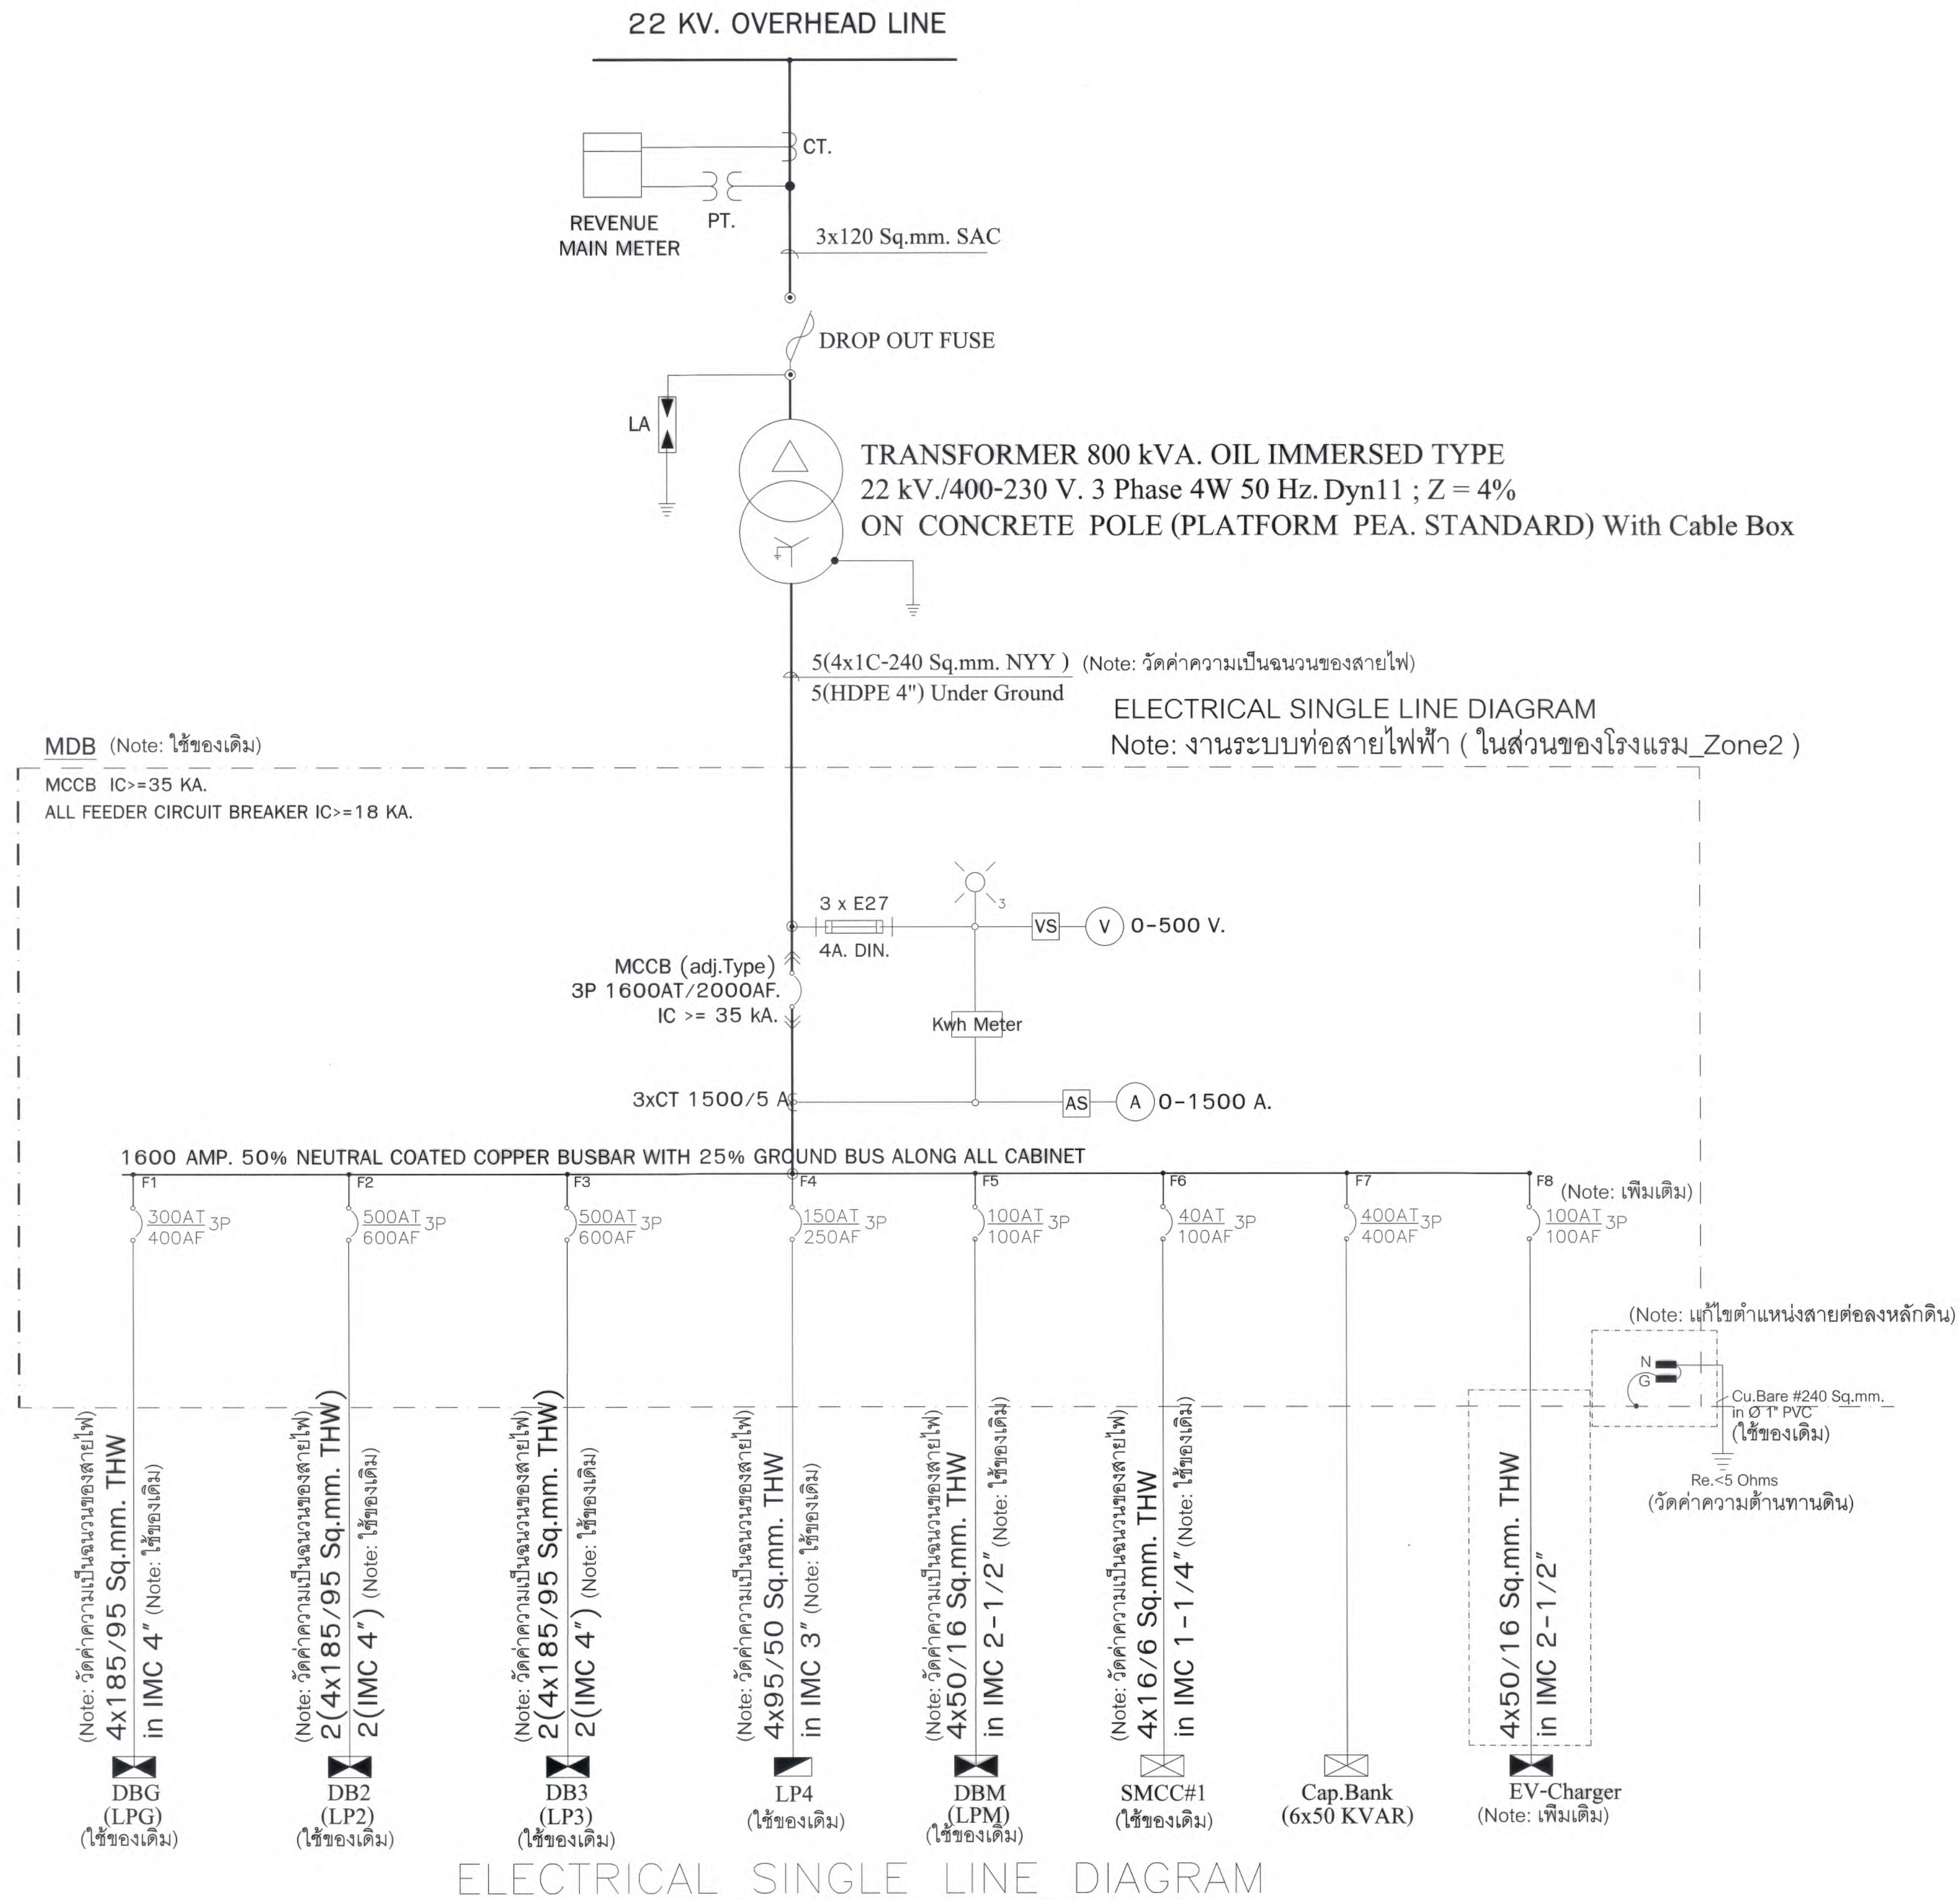 22 KV. OVERHEAD LINE
CT.
REVENUE
MAIN METER
PT.
3x120 Sq.mm. SAC
DROP OUT FUSE
LA
TRANSFORMER 800 kVA. OIL IMMERSED TYPE
22 kV./400-230 V. 3 Phase 4W 50 Hz. Dyn11 ; Z = 4%
ON CONCRETE POLE (PLATFORM PEA. STANDARD) With Cable Box
5(4x1C-240 Sq.mm. NYY ) (Note: วัดค่าความเป็นฉนวนของสายไฟ)
5(HDPE 4") Under Ground
ELECTRICAL SINGLE LINE DIAGRAM
Note: งานระบบท่อสายไฟฟ้า ( ในส่วนของโรงแรม_Zone2 )
MDB (Note: ใช้ของเดิม)
MCCB IC>=35 KA.
ALL FEEDER CIRCUIT BREAKER IC>=18 KA.
3
3 x E27
4A. DIN.
VS
V
0-500 V.
MCCB (adj.Type)
3P 1600AT/2000AF.
IC >= 35 kA.
Kwh Meter
3xCT 1500/5 A
AS
A
0-1500 A.
1600 AMP. 50% NEUTRAL COATED COPPER BUSBAR WITH 25% GROUND BUS ALONG ALL CABINET
F1
300AT
400AF
3P
F2
500AT
600AF
3P
F3
500AT
600AF
3P
F4
150AT
250AF
3P
F5
100AT
100AF
3P
F6
40AT
100AF
3P
F7
400AT
400AF
3P
F8
(Note: เพิ่มเติม)
100AT
100AF
3P
(Note: แก้ไขตำแหน่งสายต่อลงหลักดิน)
N
G
Cu.Bare #240 Sq.mm.
in Ø 1" PVC
(ใช้ของเดิม)
Re.<5 Ohms
(วัดค่าความต้านทานดิน)
(Note: วัดค่าความเป็นฉนวนของสายไฟ)
4x185/95 Sq.mm. THW
in IMC 4" (Note: ใช้ของเดิม)
(Note: วัดค่าความเป็นฉนวนของสายไฟ)
2(4x185/95 Sq.mm. THW)
2(IMC 4") (Note: ใช้ของเดิม)
(Note: วัดค่าความเป็นฉนวนของสายไฟ)
2(4x185/95 Sq.mm. THW)
2(IMC 4") (Note: ใช้ของเดิม)
(Note: วัดค่าความเป็นฉนวนของสายไฟ)
4x95/50 Sq.mm. THW
in IMC 3" (Note: ใช้ของเดิม)
(Note: วัดค่าความเป็นฉนวนของสายไฟ)
4x50/16 Sq.mm. THW
in IMC 2-1/2" (Note: ใช้ของเดิม)
(Note: วัดค่าความเป็นฉนวนของสายไฟ)
4x16/6 Sq.mm. THW
in IMC 1-1/4" (Note: ใช้ของเดิม)
4x50/16 Sq.mm. THW
in IMC 2-1/2"
DBG
(LPG)
(ใช้ของเดิม)
DB2
(LP2)
(ใช้ของเดิม)
DB3
(LP3)
(ใช้ของเดิม)
LP4
(ใช้ของเดิม)
DBM
(LPM)
(ใช้ของเดิม)
SMCC#1
(ใช้ของเดิม)
Cap.Bank
(6x50 KVAR)
EV-Charger
(Note: เพิ่มเติม)
ELECTRICAL SINGLE LINE DIAGRAM